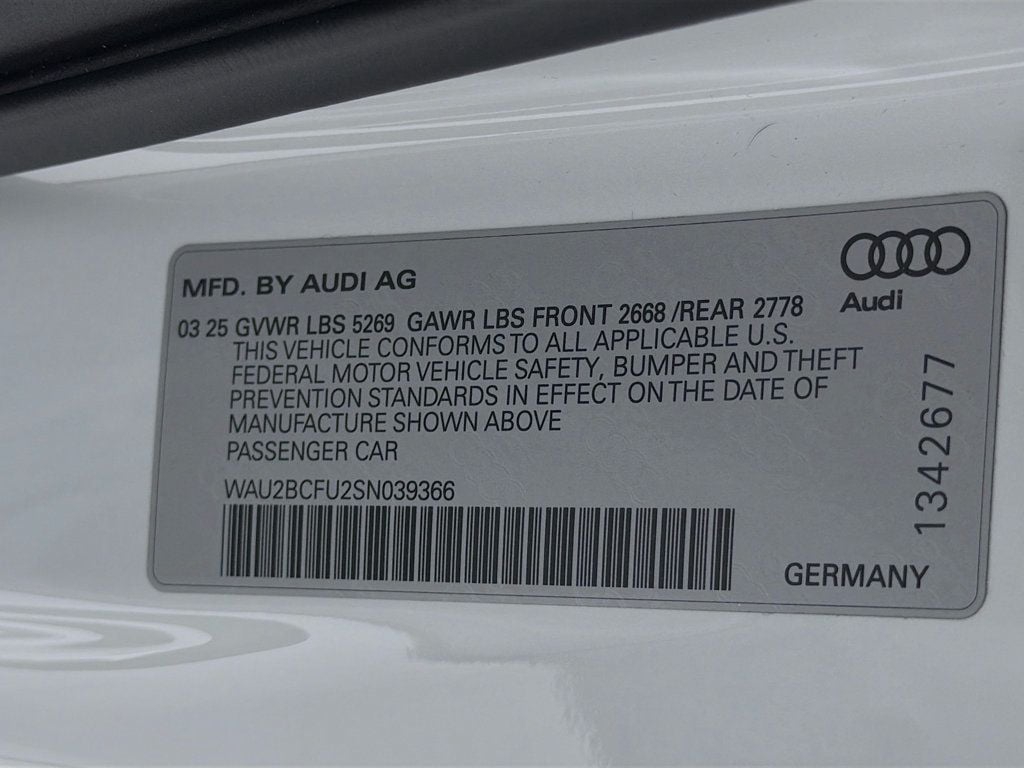 MFD. BY AUDI AG
Audi
03 25 GVWR LBS 5269 GAWR LBS FRONT 2668 /REAR 2778
THIS VEHICLE CONFORMS TO ALL APPLICABLE U.S.
FEDERAL MOTOR VEHICLE SAFETY, BUMPER AND THEFT
PREVENTION STANDARDS IN EFFECT ON THE DATE OF
MANUFACTURE SHOWN ABOVE
PASSENGER CAR
WAU2BCFU2SN039366
1342677
GERMANY